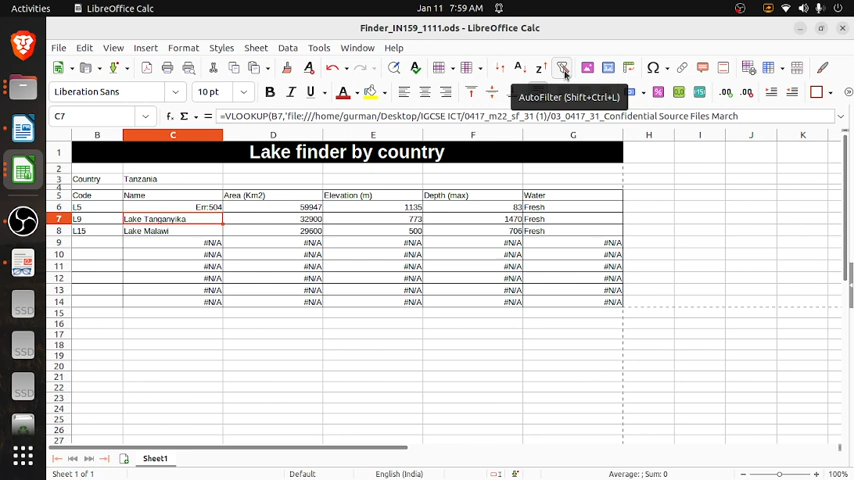 Activities
LibreOffice Calc
Jan 11 7:59 AM
Finder_IN159_1111.ods - LibreOffice Calc
File Edit View Insert Format Styles Sheet Data Tools Window Help
Liberation Sans
10 pt
AutoFilter (Shift+Ctrl+L)
C7
=VLOOKUP(B7,'file:///home/gurman/Desktop/IGCSE ICT/0417_m22_sf_31 (1)/03_0417_31_Confidential Source Files March
B C D E F G H I J K
1 Lake finder by country
2
3 Country Tanzania
4
5 Code Name Area (Km2) Elevation (m) Depth (max) Water
6 L5 Err:504 59947 1135 83 Fresh
7 L9 Lake Tanganyika 32900 773 1470 Fresh
8 L15 Lake Malawi 29600 500 706 Fresh
9 #N/A #N/A #N/A #N/A #N/A
10 #N/A #N/A #N/A #N/A #N/A
11 #N/A #N/A #N/A #N/A #N/A
12 #N/A #N/A #N/A #N/A #N/A
13 #N/A #N/A #N/A #N/A #N/A
14 #N/A #N/A #N/A #N/A #N/A
15
16
17
18
19
20
21
22
23
24
25
26
27
SSD
SSD
SSD
Sheet1
Sheet 1 of 1
Default
English (India)
Average: ; Sum: 0
100%